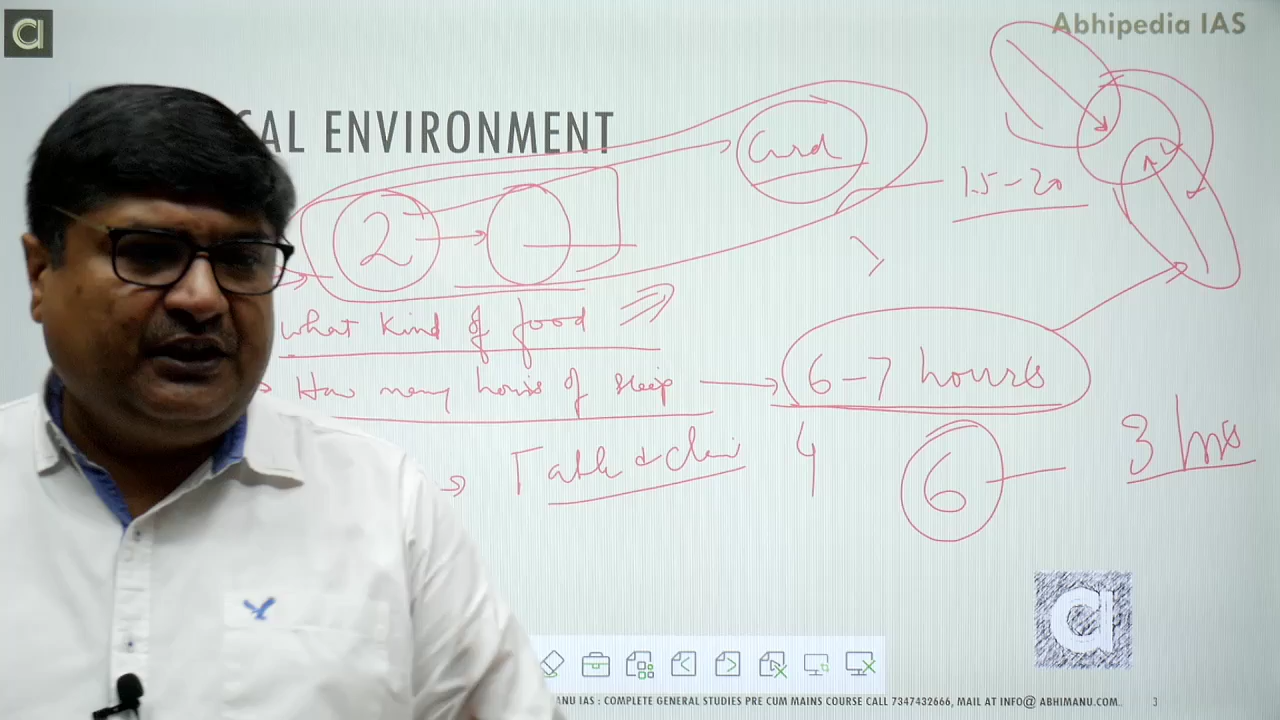 Abhipedia IAS
CAL ENVIRONMENT
Curd
15-20
2
what kind of food
How many hours of sleep
6-7 hours
Table & chair
4
6
3 hrs
ANU IAS : COMPLETE GENERAL STUDIES PRE CUM MAINS COURSE CALL 7347432666, MAIL AT INFO@ ABHIMANU.COM..
3